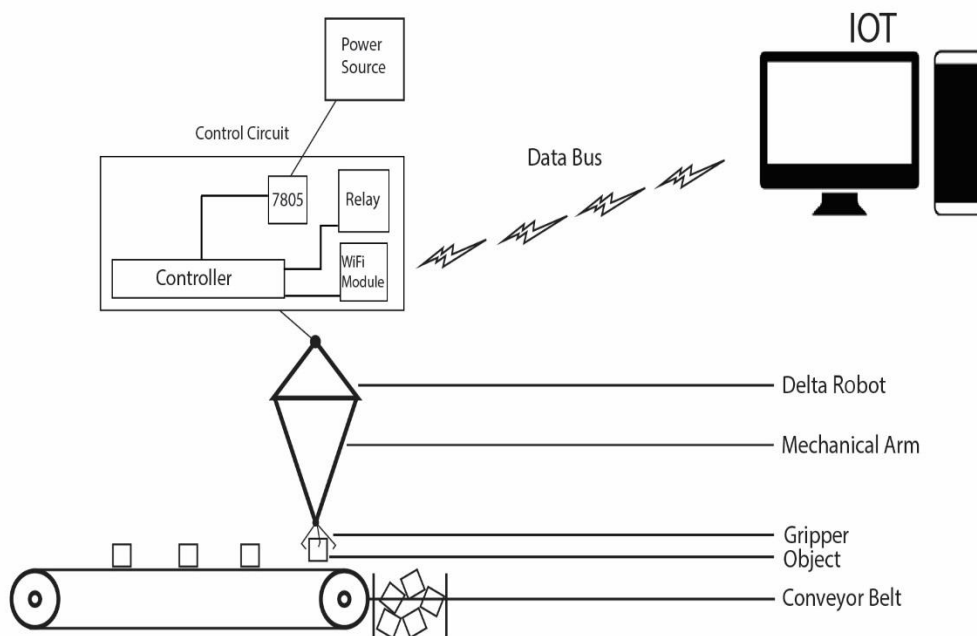 Power
Source
IOT
Control Circuit
Data Bus
7805
Relay
WiFi
Module
Controller
Delta Robot
Mechanical Arm
Gripper
Object
Conveyor Belt